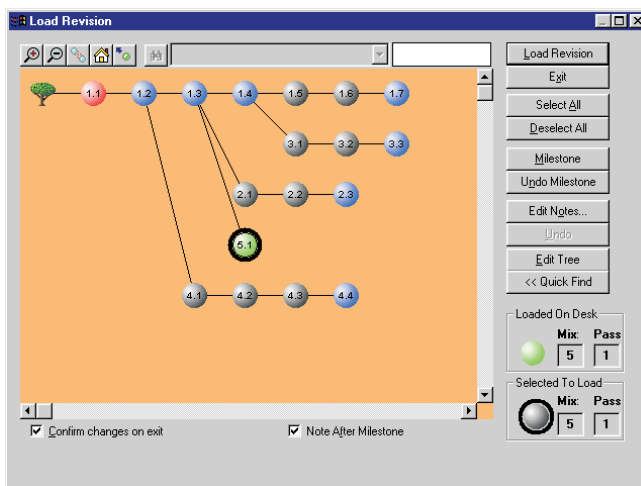 Load Revision
Load Revision
Exit
Select All
Deselect All
Milestone
Undo Milestone
Edit Notes...
Undo
Edit Tree
<< Quick Find
1.1 1.2 1.3 1.4 1.5 1.6 1.7
3.1 3.2 3.3
2.1 2.2 2.3
5.1
4.1 4.2 4.3 4.4
Loaded On Desk
Mix: Pass
5 1
Selected To Load
Mix: Pass
5 1
Confirm changes on exit
Note After Milestone